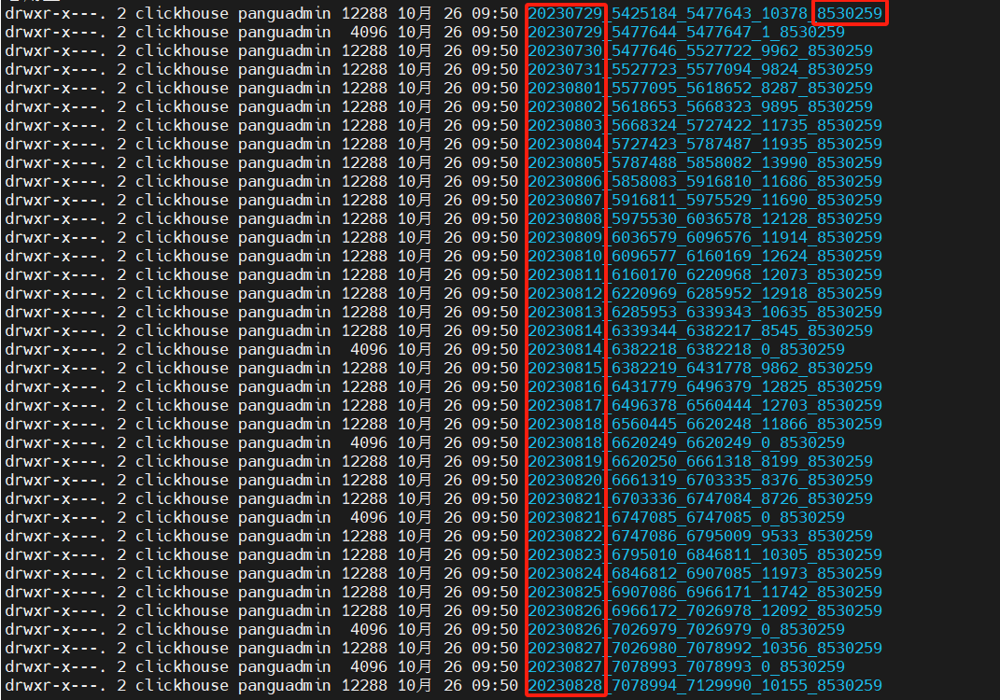 drwxr-x---. 2 clickhouse panguadmin 12288 10月 26 09:50 20230729_5425184_5477643_10378_8530259
drwxr-x---. 2 clickhouse panguadmin  4096 10月 26 09:50 20230729_5477644_5477647_1_8530259
drwxr-x---. 2 clickhouse panguadmin 12288 10月 26 09:50 20230730_5477646_5527722_9962_8530259
drwxr-x---. 2 clickhouse panguadmin 12288 10月 26 09:50 20230731_5527723_5577094_9824_8530259
drwxr-x---. 2 clickhouse panguadmin 12288 10月 26 09:50 20230801_5577095_5618652_8287_8530259
drwxr-x---. 2 clickhouse panguadmin 12288 10月 26 09:50 20230802_5618653_5668323_9895_8530259
drwxr-x---. 2 clickhouse panguadmin 12288 10月 26 09:50 20230803_5668324_5727422_11735_8530259
drwxr-x---. 2 clickhouse panguadmin 12288 10月 26 09:50 20230804_5727423_5787487_11935_8530259
drwxr-x---. 2 clickhouse panguadmin 12288 10月 26 09:50 20230805_5787488_5858082_13990_8530259
drwxr-x---. 2 clickhouse panguadmin 12288 10月 26 09:50 20230806_5858083_5916810_11686_8530259
drwxr-x---. 2 clickhouse panguadmin 12288 10月 26 09:50 20230807_5916811_5975529_11690_8530259
drwxr-x---. 2 clickhouse panguadmin 12288 10月 26 09:50 20230808_5975530_6036578_12128_8530259
drwxr-x---. 2 clickhouse panguadmin 12288 10月 26 09:50 20230809_6036579_6096576_11914_8530259
drwxr-x---. 2 clickhouse panguadmin 12288 10月 26 09:50 20230810_6096577_6160169_12624_8530259
drwxr-x---. 2 clickhouse panguadmin 12288 10月 26 09:50 20230811_6160170_6220968_12073_8530259
drwxr-x---. 2 clickhouse panguadmin 12288 10月 26 09:50 20230812_6220969_6285952_12918_8530259
drwxr-x---. 2 clickhouse panguadmin 12288 10月 26 09:50 20230813_6285953_6339343_10635_8530259
drwxr-x---. 2 clickhouse panguadmin 12288 10月 26 09:50 20230814_6339344_6382217_8545_8530259
drwxr-x---. 2 clickhouse panguadmin  4096 10月 26 09:50 20230814_6382218_6382218_0_8530259
drwxr-x---. 2 clickhouse panguadmin 12288 10月 26 09:50 20230815_6382219_6431778_9862_8530259
drwxr-x---. 2 clickhouse panguadmin 12288 10月 26 09:50 20230816_6431779_6496379_12825_8530259
drwxr-x---. 2 clickhouse panguadmin 12288 10月 26 09:50 20230817_6496378_6560444_12703_8530259
drwxr-x---. 2 clickhouse panguadmin 12288 10月 26 09:50 20230818_6560445_6620248_11866_8530259
drwxr-x---. 2 clickhouse panguadmin  4096 10月 26 09:50 20230818_6620249_6620249_0_8530259
drwxr-x---. 2 clickhouse panguadmin 12288 10月 26 09:50 20230819_6620250_6661318_8199_8530259
drwxr-x---. 2 clickhouse panguadmin 12288 10月 26 09:50 20230820_6661319_6703335_8376_8530259
drwxr-x---. 2 clickhouse panguadmin 12288 10月 26 09:50 20230821_6703336_6747084_8726_8530259
drwxr-x---. 2 clickhouse panguadmin  4096 10月 26 09:50 20230821_6747085_6747085_0_8530259
drwxr-x---. 2 clickhouse panguadmin 12288 10月 26 09:50 20230822_6747086_6795009_9533_8530259
drwxr-x---. 2 clickhouse panguadmin 12288 10月 26 09:50 20230823_6795010_6846811_10305_8530259
drwxr-x---. 2 clickhouse panguadmin 12288 10月 26 09:50 20230824_6846812_6907085_11973_8530259
drwxr-x---. 2 clickhouse panguadmin 12288 10月 26 09:50 20230825_6907086_6966171_11742_8530259
drwxr-x---. 2 clickhouse panguadmin 12288 10月 26 09:50 20230826_6966172_7026978_12092_8530259
drwxr-x---. 2 clickhouse panguadmin  4096 10月 26 09:50 20230826_7026979_7026979_0_8530259
drwxr-x---. 2 clickhouse panguadmin 12288 10月 26 09:50 20230827_7026980_7078992_10356_8530259
drwxr-x---. 2 clickhouse panguadmin  4096 10月 26 09:50 20230827_7078993_7078993_0_8530259
drwxr-x---. 2 clickhouse panguadmin 12288 10月 26 09:50 20230828_7078994_7129990_10155_8530259